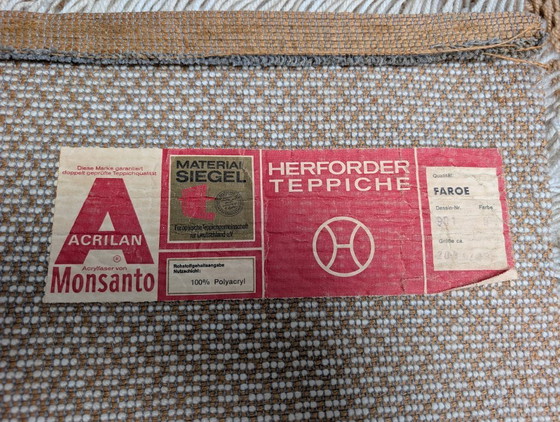 Diese Marke garantiert
doppelt geprüfte Teppichqualität
A
ACRILAN
®
Acrylfaser von
Monsanto
MATERIAL
SIEGEL
Rohstoffgehaltsangabe
Nutzschicht:
100% Polyacryl
HERFORDER
TEPPICHE
H
Qualität:
FAROE
Dessin-Nr. Farbe
Größe ca.